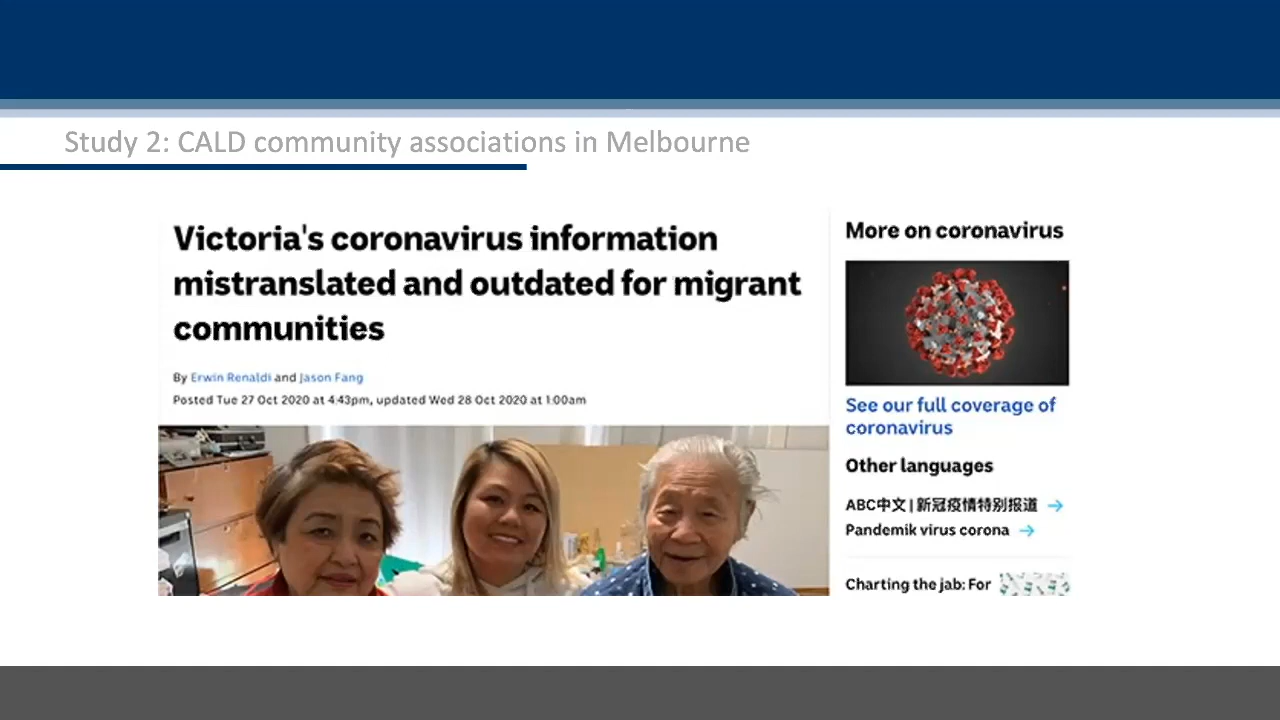 Study 2: CALD community associations in Melbourne
Victoria's coronavirus information
mistranslated and outdated for migrant
communities
By Erwin Renaldi and Jason Fang
Posted Tue 27 Oct 2020 at 4:43pm, updated Wed 28 Oct 2020 at 1:00am
More on coronavirus
See our full coverage of
coronavirus
Other languages
ABC中文 | 新冠疫情特别报道
Pandemik virus corona
Charting the jab: For